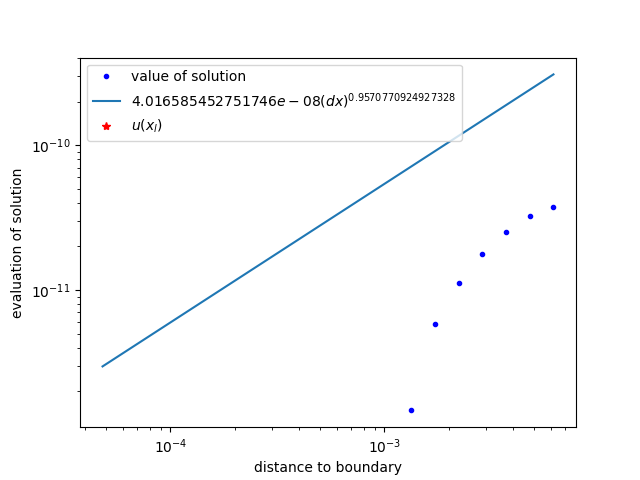 value of solution
4.016585452751746e − 08(dx)^0.9570770924927328
u(x_l)
10^−10
10^−11
evaluation of solution
10^−4
10^−3
distance to boundary